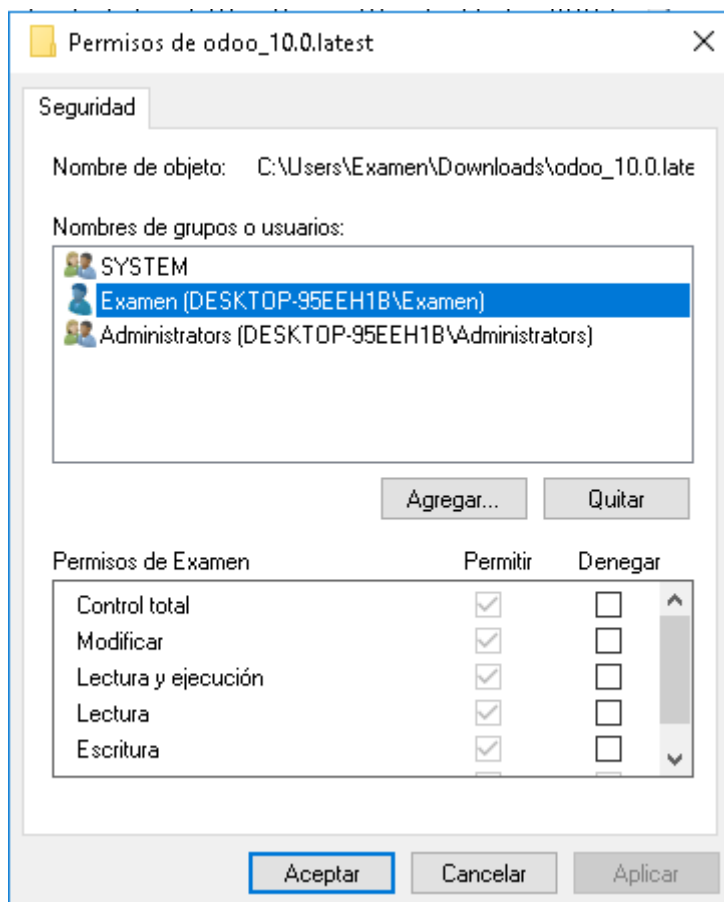 Permisos de odoo_10.0.latest
Seguridad
Nombre de objeto: C:\Users\Examen\Downloads\odoo_10.0.late
Nombres de grupos o usuarios:
SYSTEM
Examen (DESKTOP-95EEH1B\Examen)
Administrators (DESKTOP-95EEH1B\Administrators)
Agregar... Quitar
Permisos de Examen Permitir Denegar
Control total
Modificar
Lectura y ejecución
Lectura
Escritura
Aceptar Cancelar Aplicar